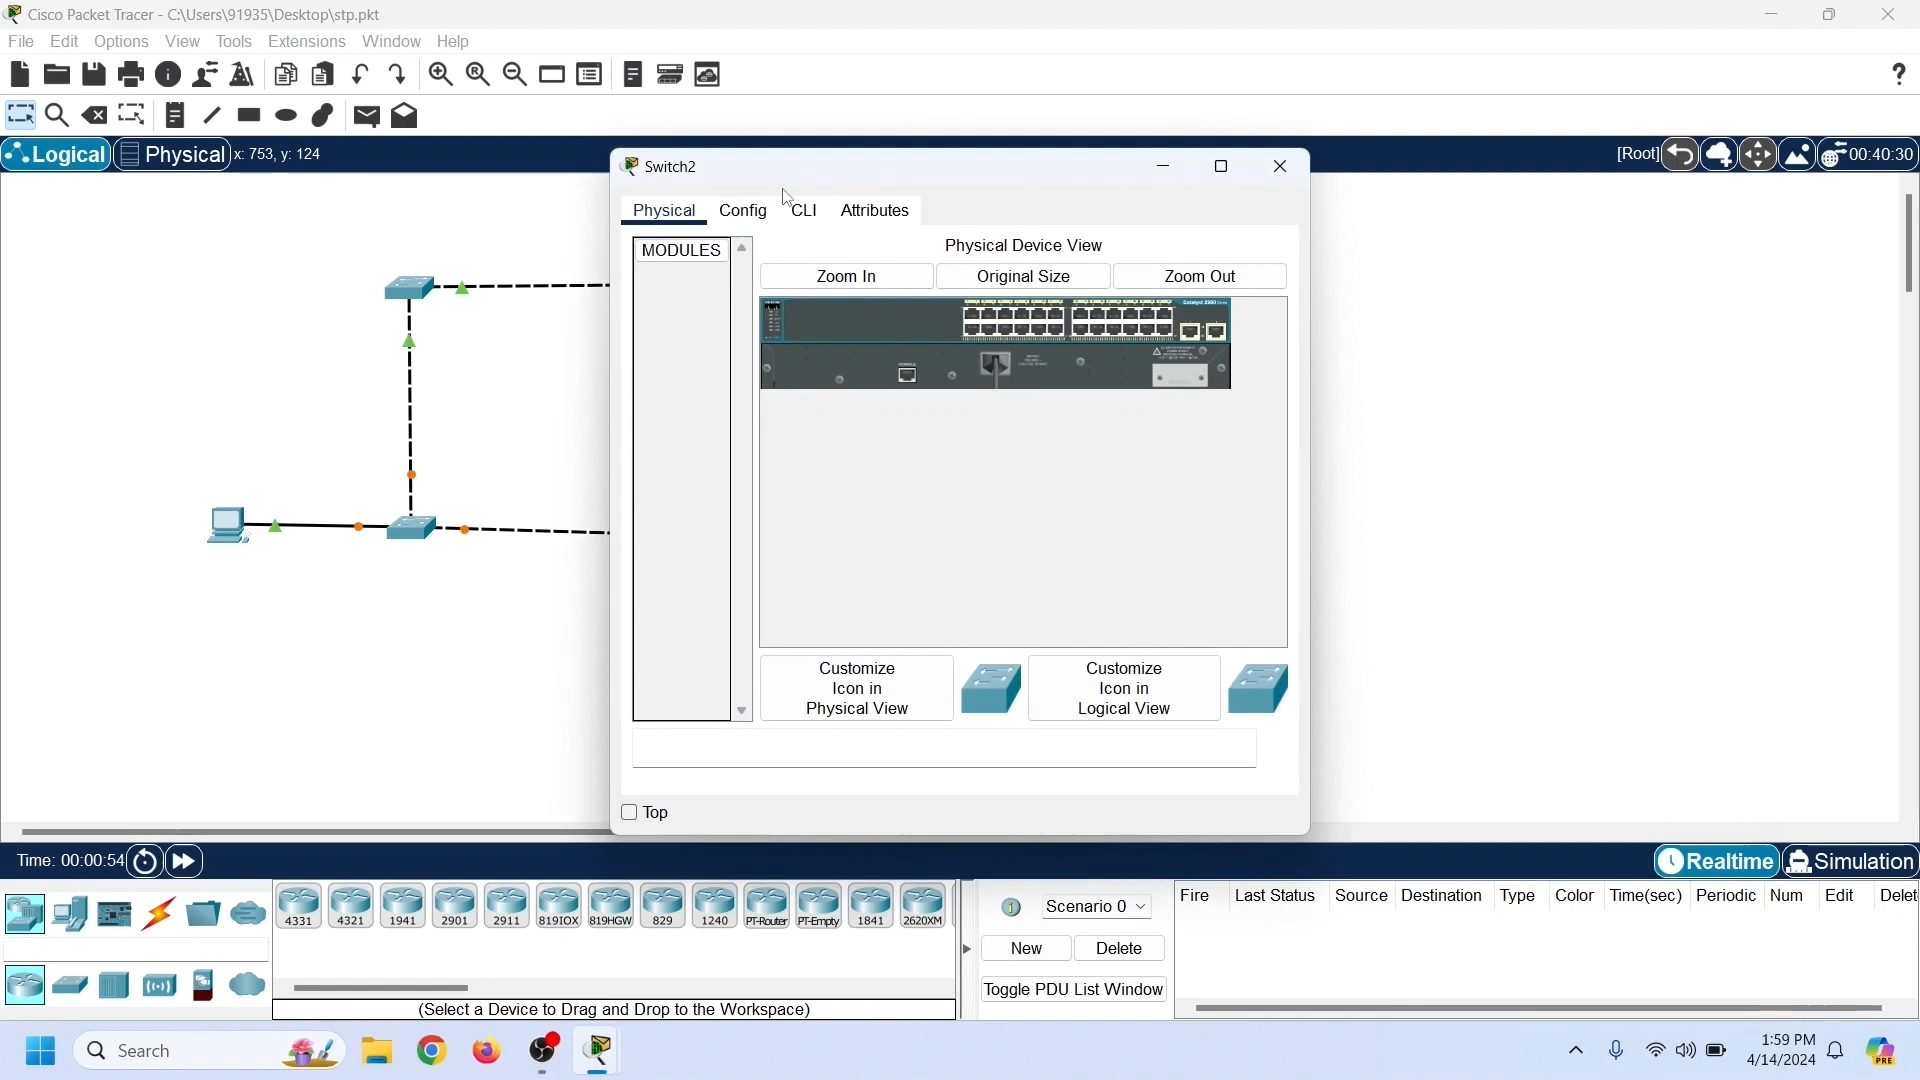 Cisco Packet Tracer - C:\Users\91935\Desktop\stp.pkt
File Edit Options View Tools Extensions Window Help
Logical Physical x: 753, y: 124 [Root] 00:40:30
Switch2
Physical Config CLI Attributes
MODULES
Physical Device View
Zoom In Original Size Zoom Out
Catalyst 2960
CONSOLE
Customize
Icon in
Physical View
Customize
Icon in
Logical View
Top
Time: 00:00:54 Realtime Simulation
4331 4321 1941 2901 2911 819IOX 819HGW 829 1240 PT-Router PT-Empty 1841 2620XM
(Select a Device to Drag and Drop to the Workspace)
Scenario 0
New Delete
Toggle PDU List Window
Fire Last Status Source Destination Type Color Time(sec) Periodic Num Edit Delet
Search
PRE
1:59 PM
4/14/2024